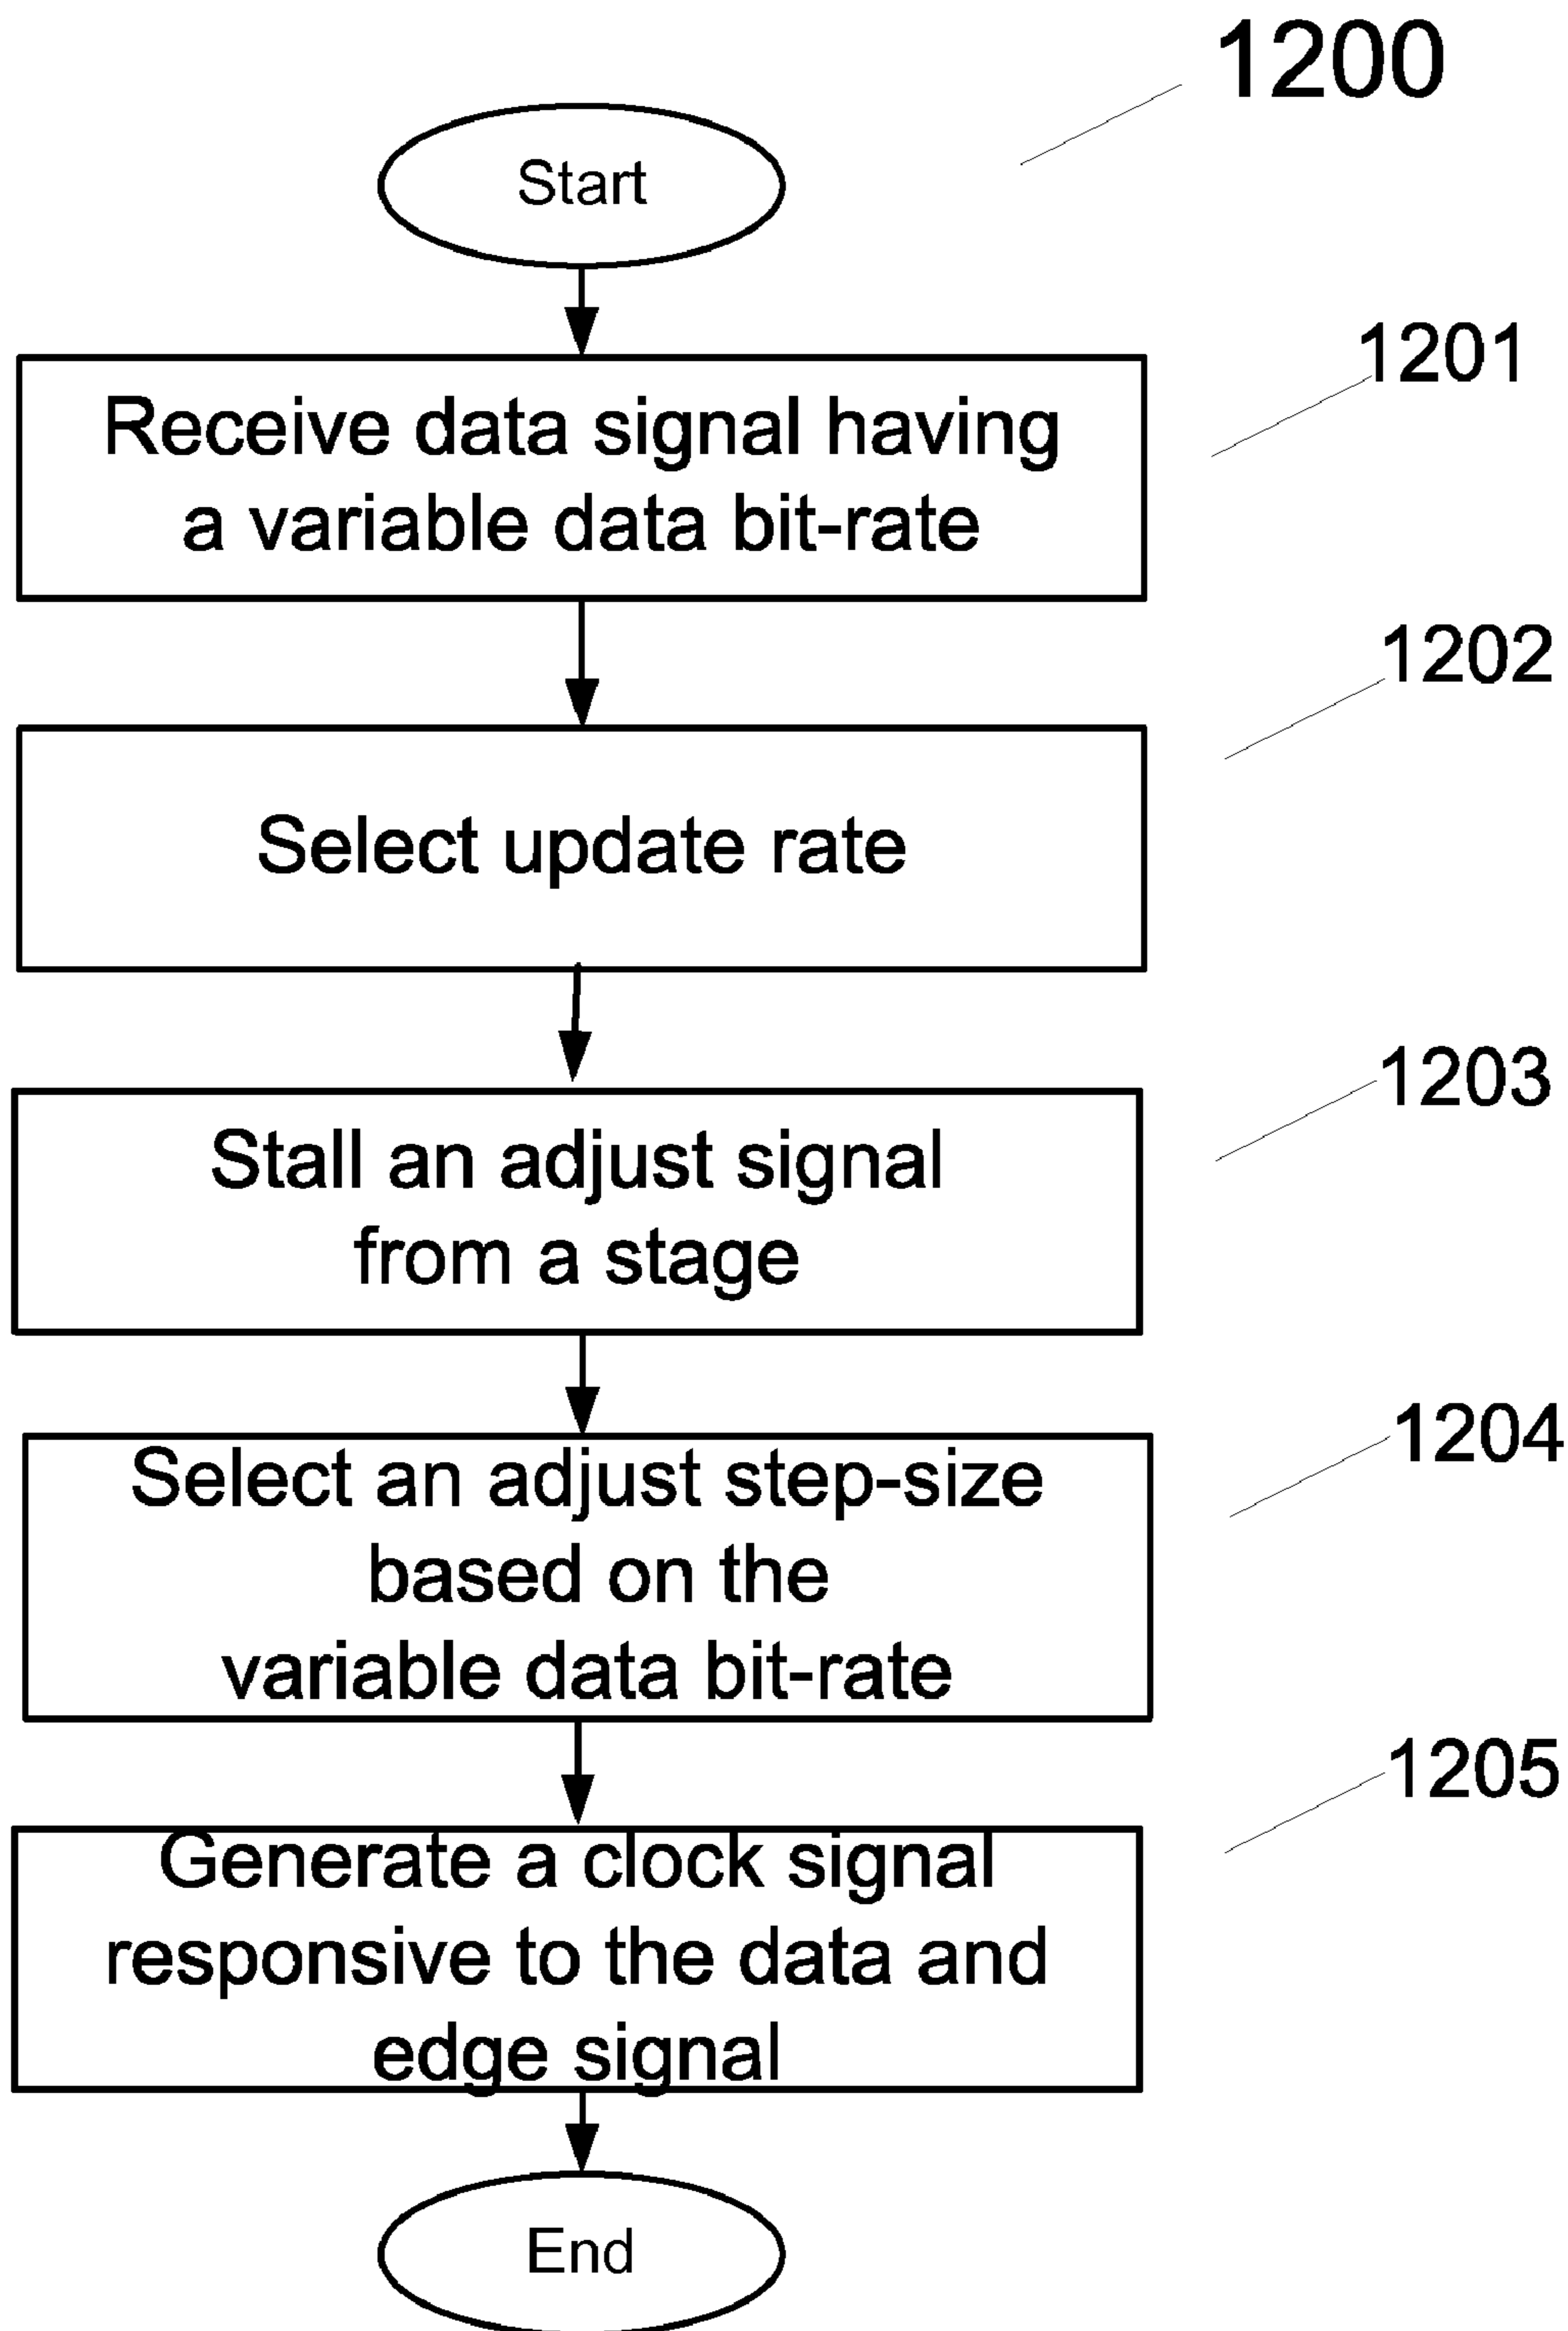 1200
Start
1201
Receive data signal having
a variable data bit-rate
1202
Select update rate
1203
Stall an adjust signal
from a stage
1204
Select an adjust step-size
based on the
variable data bit-rate
1205
Generate a clock signal
responsive to the data and
edge signal
End